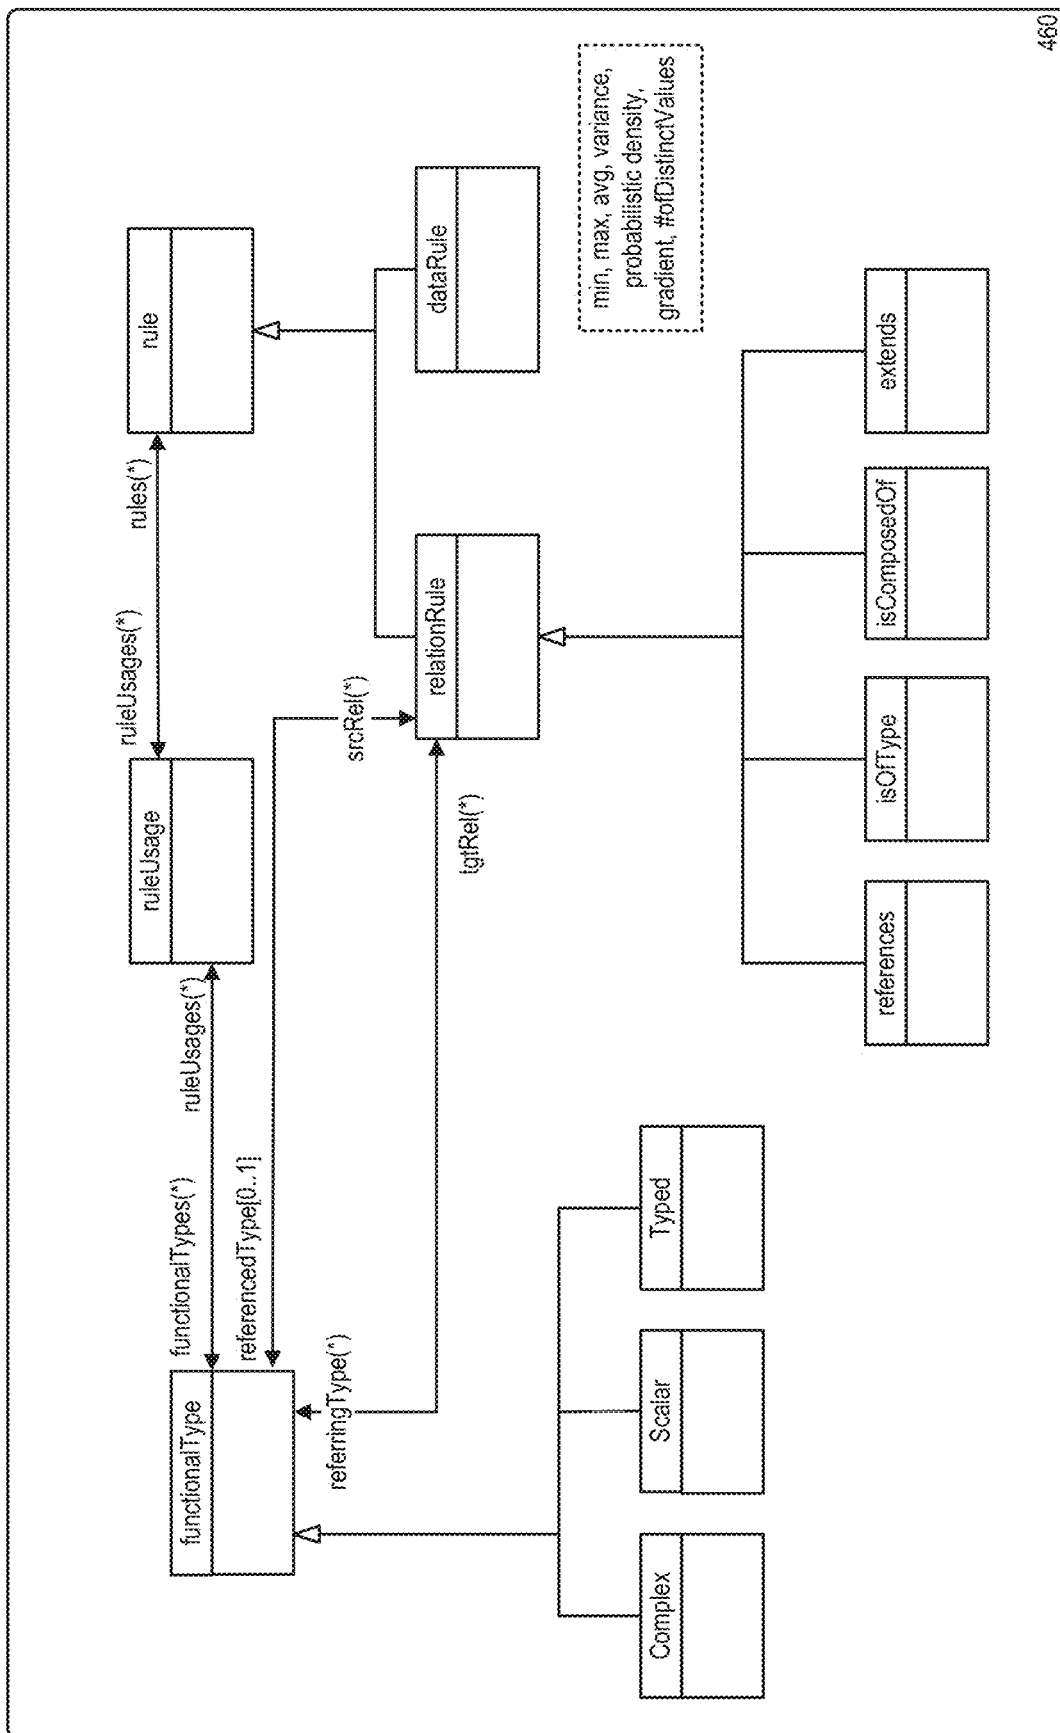 functionalType
functionalTypes(*)
ruleUsages(*)
ruleUsage
ruleUsages(*)
rules(*)
rule
referencedType[0..1]
srcRel(*)
referringType(*)
tgtRel(*)
relationRule
dataRule
min, max, avg, variance,
probabilistic density,
gradient, #ofDistinctValues
Complex
Scalar
Typed
references
isOfType
isComposedOf
extends
460